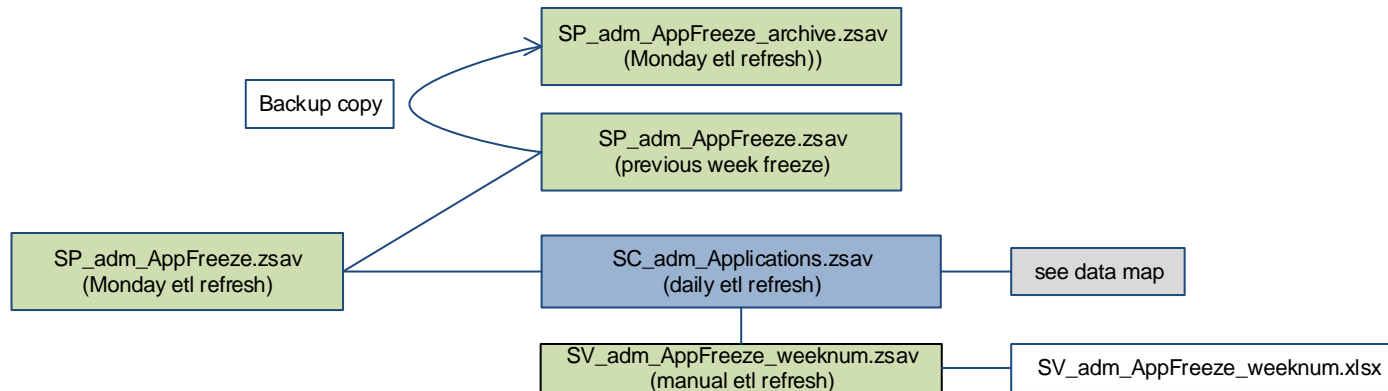 SP_adm_AppFreeze_archive.zsav
(Monday etl refresh))
Backup copy
SP_adm_AppFreeze.zsav
(previous week freeze)
SP_adm_AppFreeze.zsav
(Monday etl refresh)
SC_adm_Applications.zsav
(daily etl refresh)
see data map
SV_adm_AppFreeze_weeknum.zsav
(manual etl refresh)
SV_adm_AppFreeze_weeknum.xlsx